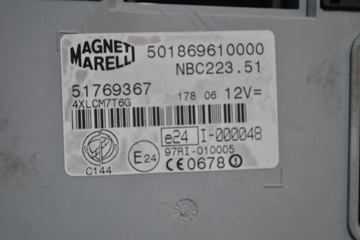 MAGNETI MARELLI
501869610000
NBC223.51
51769367
4XLCM7T6G
178 06 12V=
e24 I-000048
E24
97RI-010005
C144
CE0678